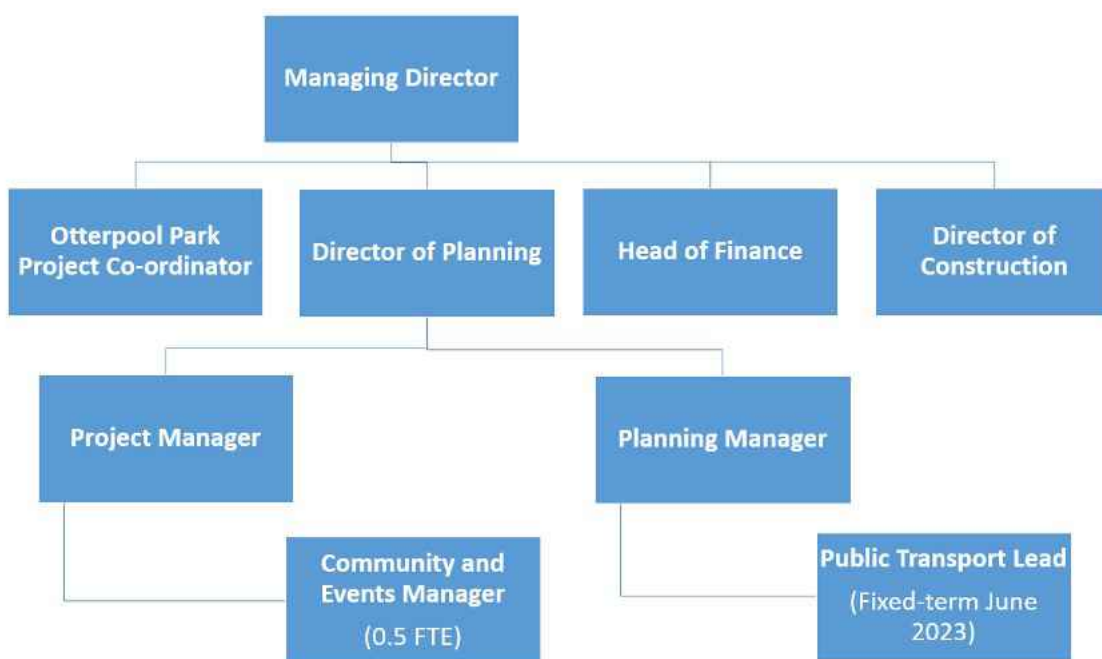 Managing Director
Otterpool Park
Project Co-ordinator
Director of Planning
Head of Finance
Director of
Construction
Project Manager
Planning Manager
Community and
Events Manager
(0.5 FTE)
Public Transport Lead
(Fixed-term June
2023)